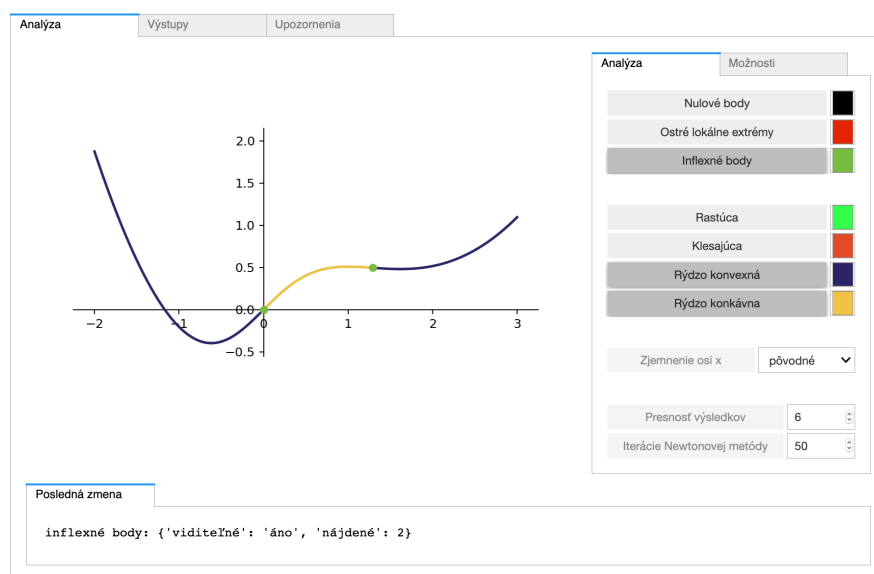 Analýza Výstupy Upozornenia
Analýza Možnosti
Nulové body
Ostré lokálne extrémy
Inflexné body
Rastúca
Klesajúca
Rýdzo konvexná
Rýdzo konkávna
Zjemnenie osi x pôvodné
Presnosť výsledkov 6
Iterácie Newtonovej metódy 50
2.0
1.5
1.0
0.5
0.0
−0.5
−2 −1 0 1 2 3
Posledná zmena
inflexné body: {'viditeľné': 'áno', 'nájdené': 2}